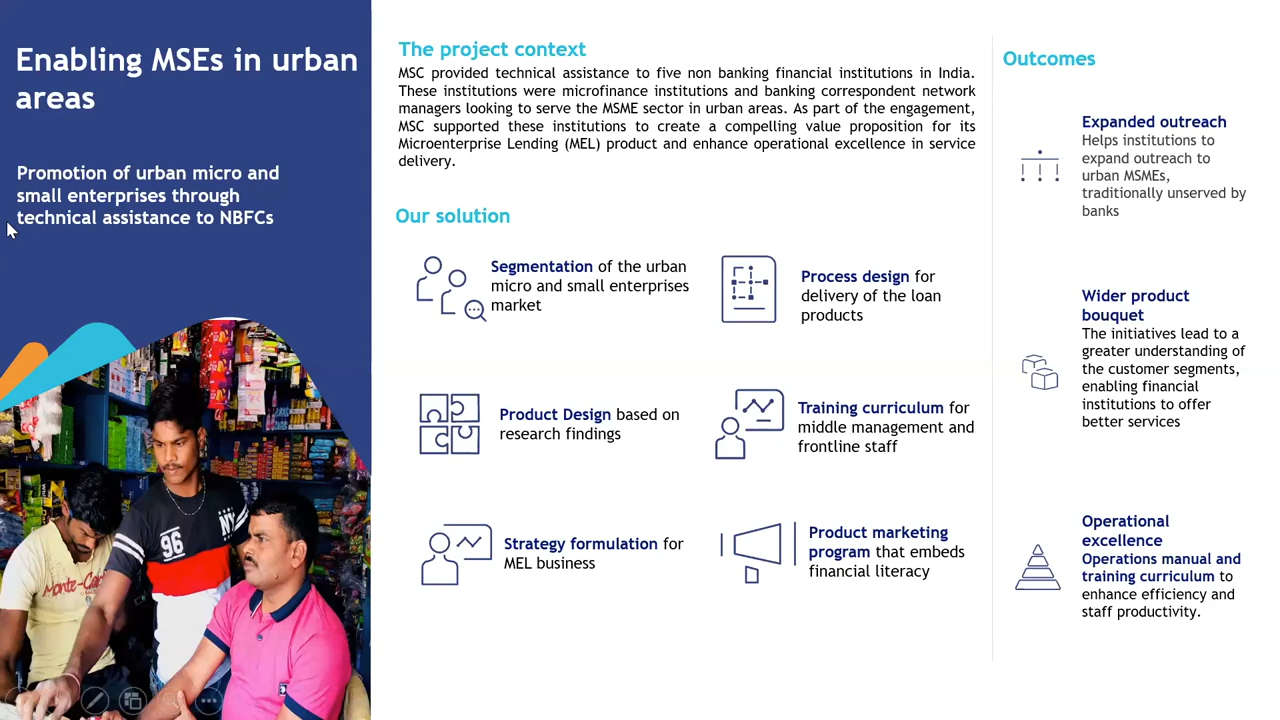 Enabling MSEs in urban
areas
Promotion of urban micro and
small enterprises through
technical assistance to NBFCs
The project context
MSC provided technical assistance to five non banking financial institutions in India.
These institutions were microfinance institutions and banking correspondent network
managers looking to serve the MSME sector in urban areas. As part of the engagement,
MSC supported these institutions to create a compelling value proposition for its
Microenterprise Lending (MEL) product and enhance operational excellence in service
delivery.
Our solution
Segmentation of the urban
micro and small enterprises
market
Process design for
delivery of the loan
products
Product Design based on
research findings
Training curriculum for
middle management and
frontline staff
Strategy formulation for
MEL business
Product marketing
program that embeds
financial literacy
Outcomes
Expanded outreach
Helps institutions to
expand outreach to
urban MSMEs,
traditionally unserved by
banks
Wider product
bouquet
The initiatives lead to a
greater understanding of
the customer segments,
enabling financial
institutions to offer
better services
Operational
excellence
Operations manual and
training curriculum to
enhance efficiency and
staff productivity.
96
NY